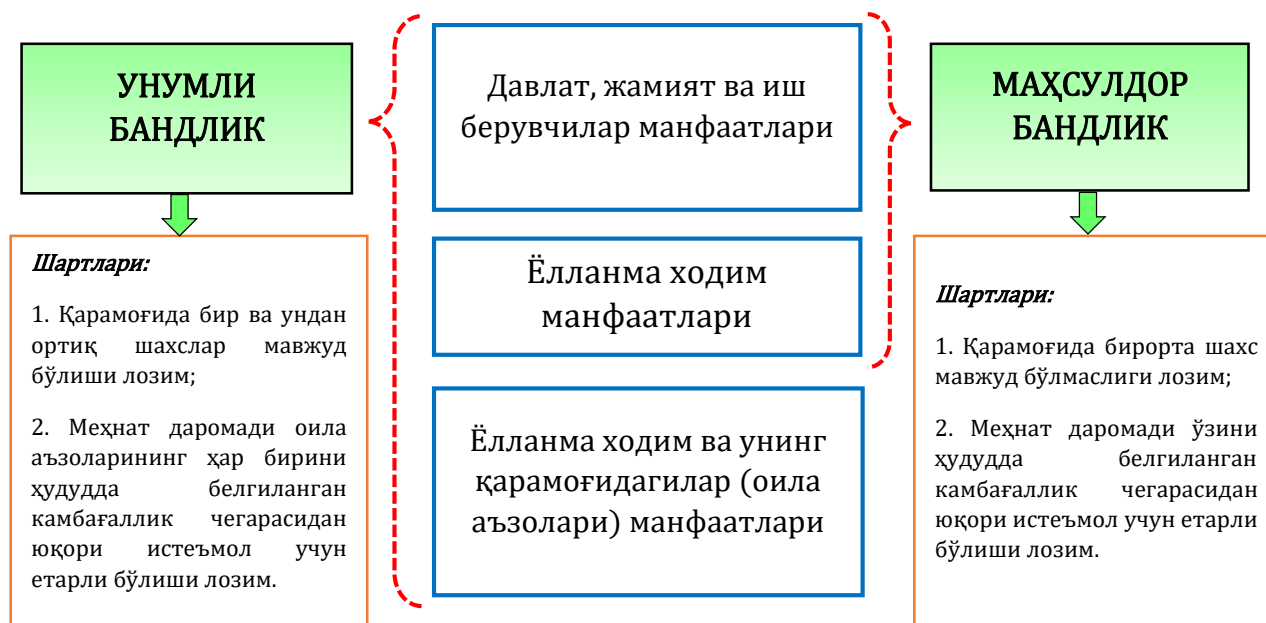 УНУМЛИ
БАНДЛИК
Шартлари:
1. Қарамоғида бир ва ундан
ортиқ шахслар мавжуд
бўлиши лозим;
2. Меҳнат даромади оила
аъзоларининг ҳар бирини
ҳудудда белгиланган
камбағаллик чегарасидан
юқори истеъмол учун
етарли бўлиши лозим.
Давлат, жамият ва иш
берувчилар манфаатлари
Ёлланма ходим
манфаатлари
Ёлланма ходим ва унинг
қарамоғидагилар (оила
аъзолари) манфаатлари
МАҲСУЛДОР
БАНДЛИК
Шартлари:
1. Қарамоғида бирорта шахс
мавжуд бўлмаслиги лозим;
2. Меҳнат даромади ўзини
ҳудудда белгиланган
камбағаллик чегарасидан
юқори истеъмол учун етарли
бўлиши лозим.